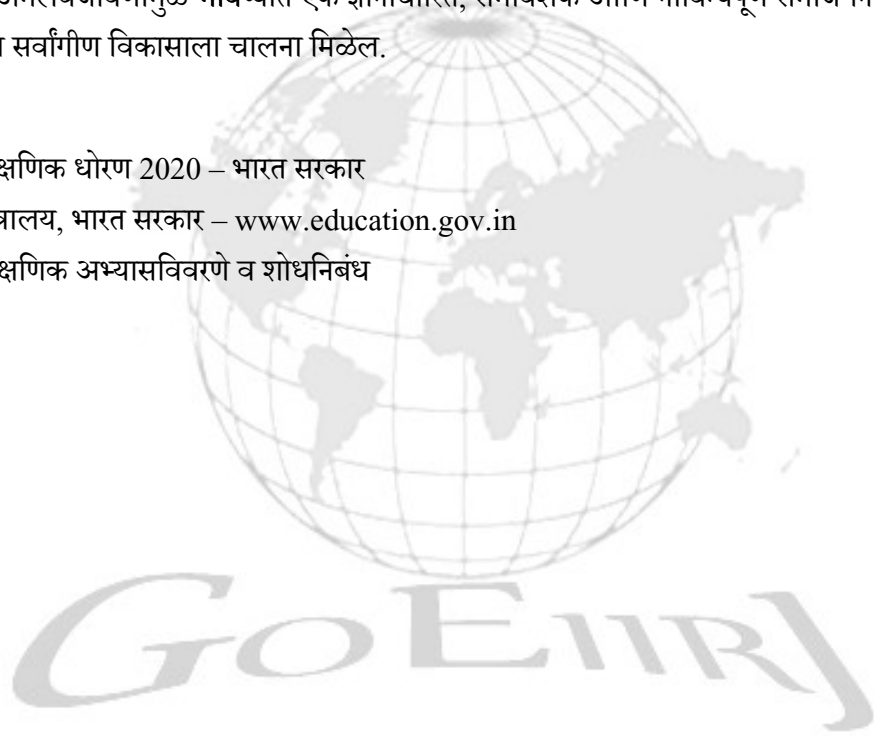 एक ज्ञानाधारित,
सर्वांगीण विकासाला चालना मिळेल.
क्षणिक धोरण 2020 – भारत सरकार
त्रालय, भारत सरकार – www.education.gov.in
क्षणिक अभ्यासविवरणे व शोधनिबंध
GOEIIRJ